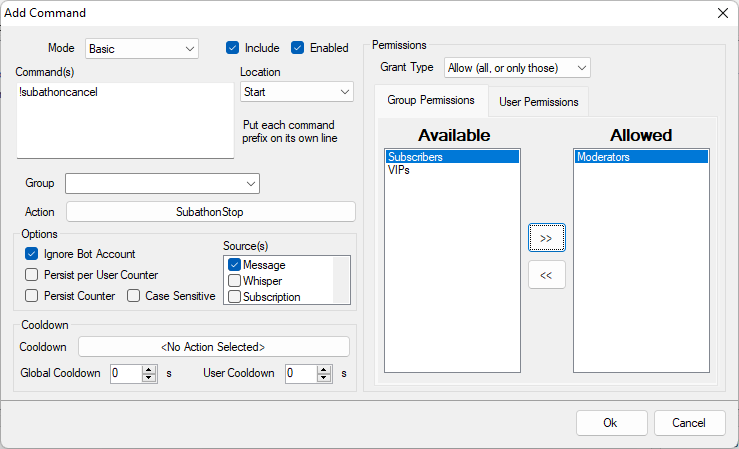 Add Command
Mode Basic Include Enabled
Command(s)
!subathoncancel
Location
Start
Put each command
prefix on its own line
Group
Action SubathonStop
Options
Ignore Bot Account
Persist per User Counter
Persist Counter Case Sensitive
Source(s)
Message
Whisper
Subscription
Cooldown
Cooldown <No Action Selected>
Global Cooldown 0 s User Cooldown 0 s
Permissions
Grant Type Allow (all, or only those)
Group Permissions User Permissions
Available
Subscribers
VIPs
>>
<<
Allowed
Moderators
Ok Cancel